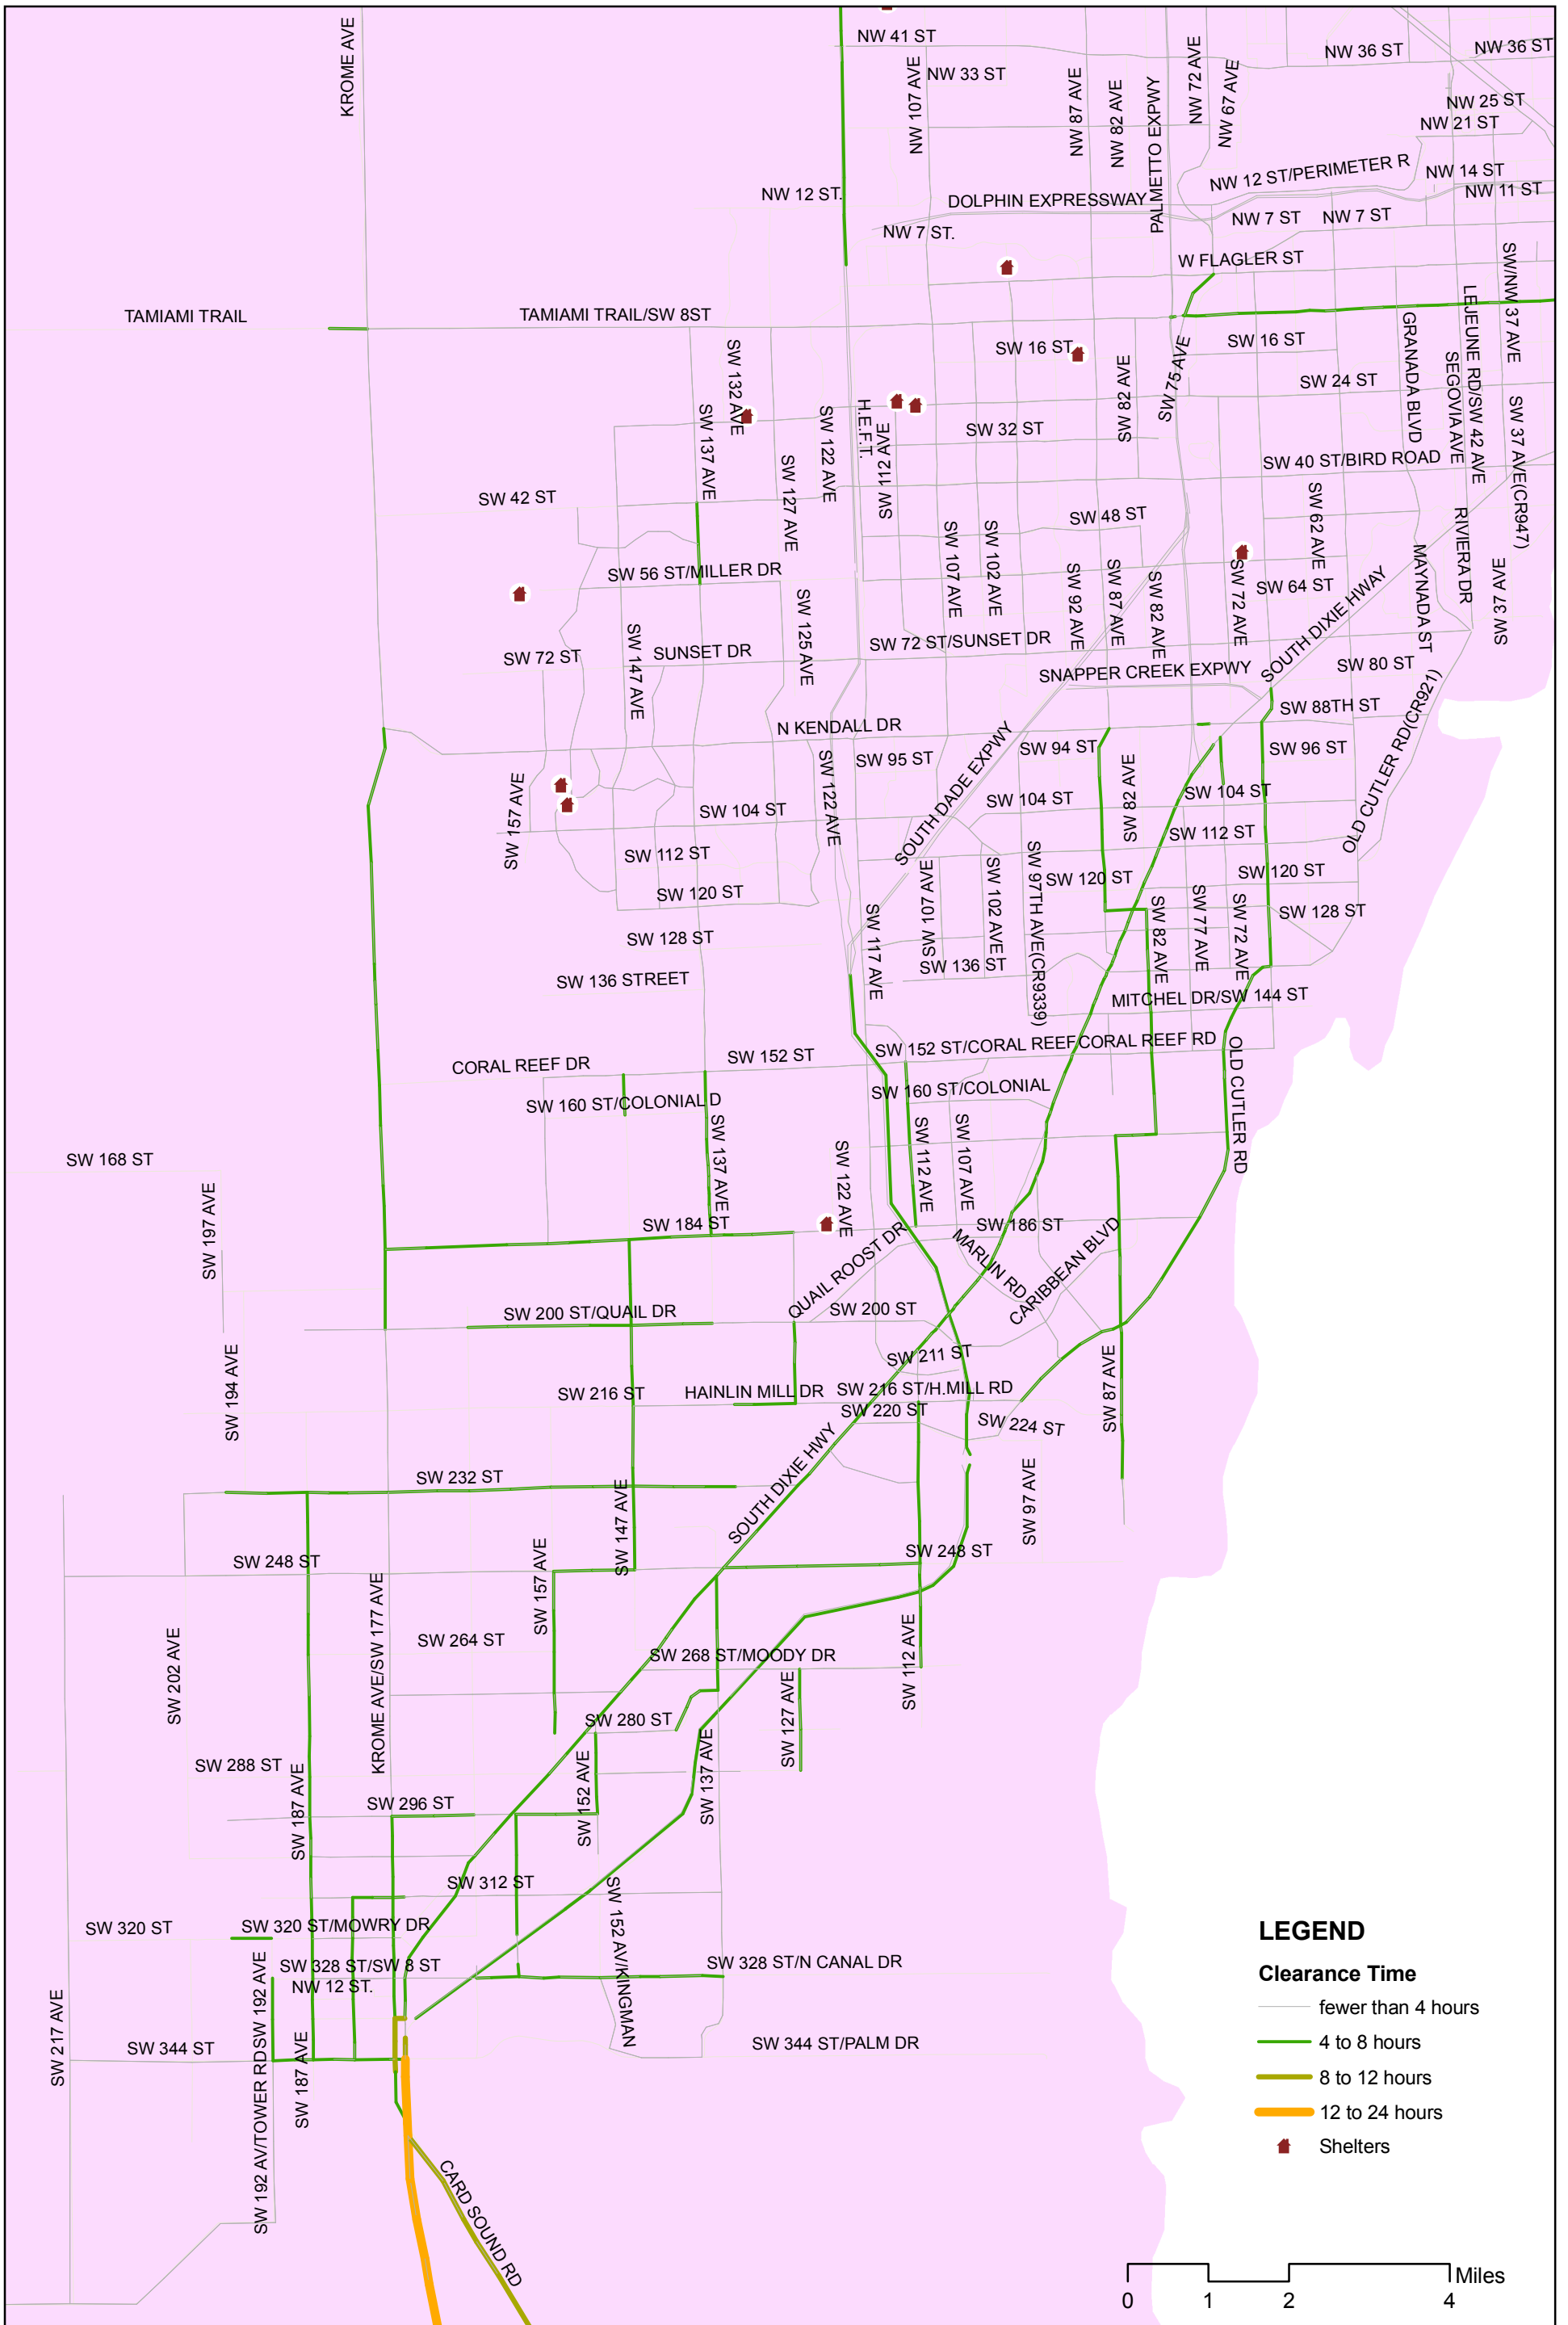 KROME AVE
NW 41 ST
NW 33 ST
NW 107 AVE
NW 87 AVE
NW 82 AVE
PALMETTO EXPWY
NW 72 AVE
NW 67 AVE
NW 36 ST
NW 36 ST
NW 25 ST
NW 21 ST
NW 12 ST/PERIMETER R
NW 14 ST
NW 11 ST
NW 12 ST.
DOLPHIN EXPRESSWAY
NW 7 ST.
NW 7 ST
NW 7 ST
W FLAGLER ST
SW/NW 37 AVE
TAMIAMI TRAIL
TAMIAMI TRAIL/SW 8ST
SW 132 AVE
SW 16 ST
SW 16 ST
SW 75 AVE
SW 82 AVE
GRANADA BLVD
SEGOVIA AVE
LEJEUNE RD/SW 42 AVE
SW 24 ST
SW 137 AVE
SW 127 AVE
SW 122 AVE
H.E.F.T.
SW 112 AVE
SW 32 ST
SW 37 AVE(CR947)
SW 40 ST/BIRD ROAD
SW 42 ST
SW 48 ST
SW 62 AVE
RIVIERA DR
SW 56 ST/MILLER DR
SW 107 AVE
SW 102 AVE
SW 92 AVE
SW 87 AVE
SW 82 AVE
SW 72 AVE
SW 64 ST
SOUTH DIXIE HWAY
MAYNADA ST
SW 37 AVE
SW 125 AVE
SW 147 AVE
SW 72 ST
SUNSET DR
SW 72 ST/SUNSET DR
SNAPPER CREEK EXPWY
SW 80 ST
SW 88TH ST
OLD CUTLER RD(CR921)
N KENDALL DR
SW 122 AVE
SW 95 ST
SOUTH DADE EXPWY
SW 94 ST
SW 96 ST
SW 157 AVE
SW 82 AVE
SW 104 ST
SW 104 ST
SW 104 ST
SW 112 ST
SW 112 ST
SW 120 ST
SW 120 ST
SW 120 ST
SW 107 AVE
SW 102 AVE
SW 97TH AVE(CR9339)
SW 82 AVE
SW 77 AVE
SW 72 AVE
SW 128 ST
SW 128 ST
SW 117 AVE
SW 136 STREET
SW 136 ST
MITCHEL DR/SW 144 ST
CORAL REEF DR
SW 152 ST
SW 152 ST/CORAL REEF
CORAL REEF RD
OLD CUTLER RD
SW 160 ST/COLONIAL D
SW 160 ST/COLONIAL
SW 137 AVE
SW 112 AVE
SW 107 AVE
SW 122 AVE
SW 168 ST
SW 197 AVE
SW 184 ST
SW 186 ST
QUAIL ROOST DR
MARLIN RD
CARIBBEAN BLVD
SW 200 ST/QUAIL DR
SW 200 ST
SW 194 AVE
SW 211 ST
SW 87 AVE
SW 216 ST
HAINLIN MILL DR
SW 216 ST/H.MILL RD
SW 220 ST
SW 224 ST
SW 232 ST
SOUTH DIXIE HWY
SW 97 AVE
SW 147 AVE
SW 248 ST
SW 248 ST
SW 157 AVE
KROME AVE/SW 177 AVE
SW 202 AVE
SW 264 ST
SW 268 ST/MOODY DR
SW 112 AVE
SW 127 AVE
SW 280 ST
SW 137 AVE
SW 288 ST
SW 187 AVE
SW 152 AVE
SW 296 ST
SW 312 ST
SW 152 AV/KINGMAN
SW 320 ST
SW 320 ST/MOWRY DR
SW 328 ST/SW 8 ST
NW 12 ST.
SW 328 ST/N CANAL DR
SW 192 AVE
SW 217 AVE
SW 187 AVE
SW 344 ST
SW 344 ST/PALM DR
SW 192 AV/TOWER RD
CARD SOUND RD
LEGEND
Clearance Time
fewer than 4 hours
4 to 8 hours
8 to 12 hours
12 to 24 hours
Shelters
Miles
0 1 2 4